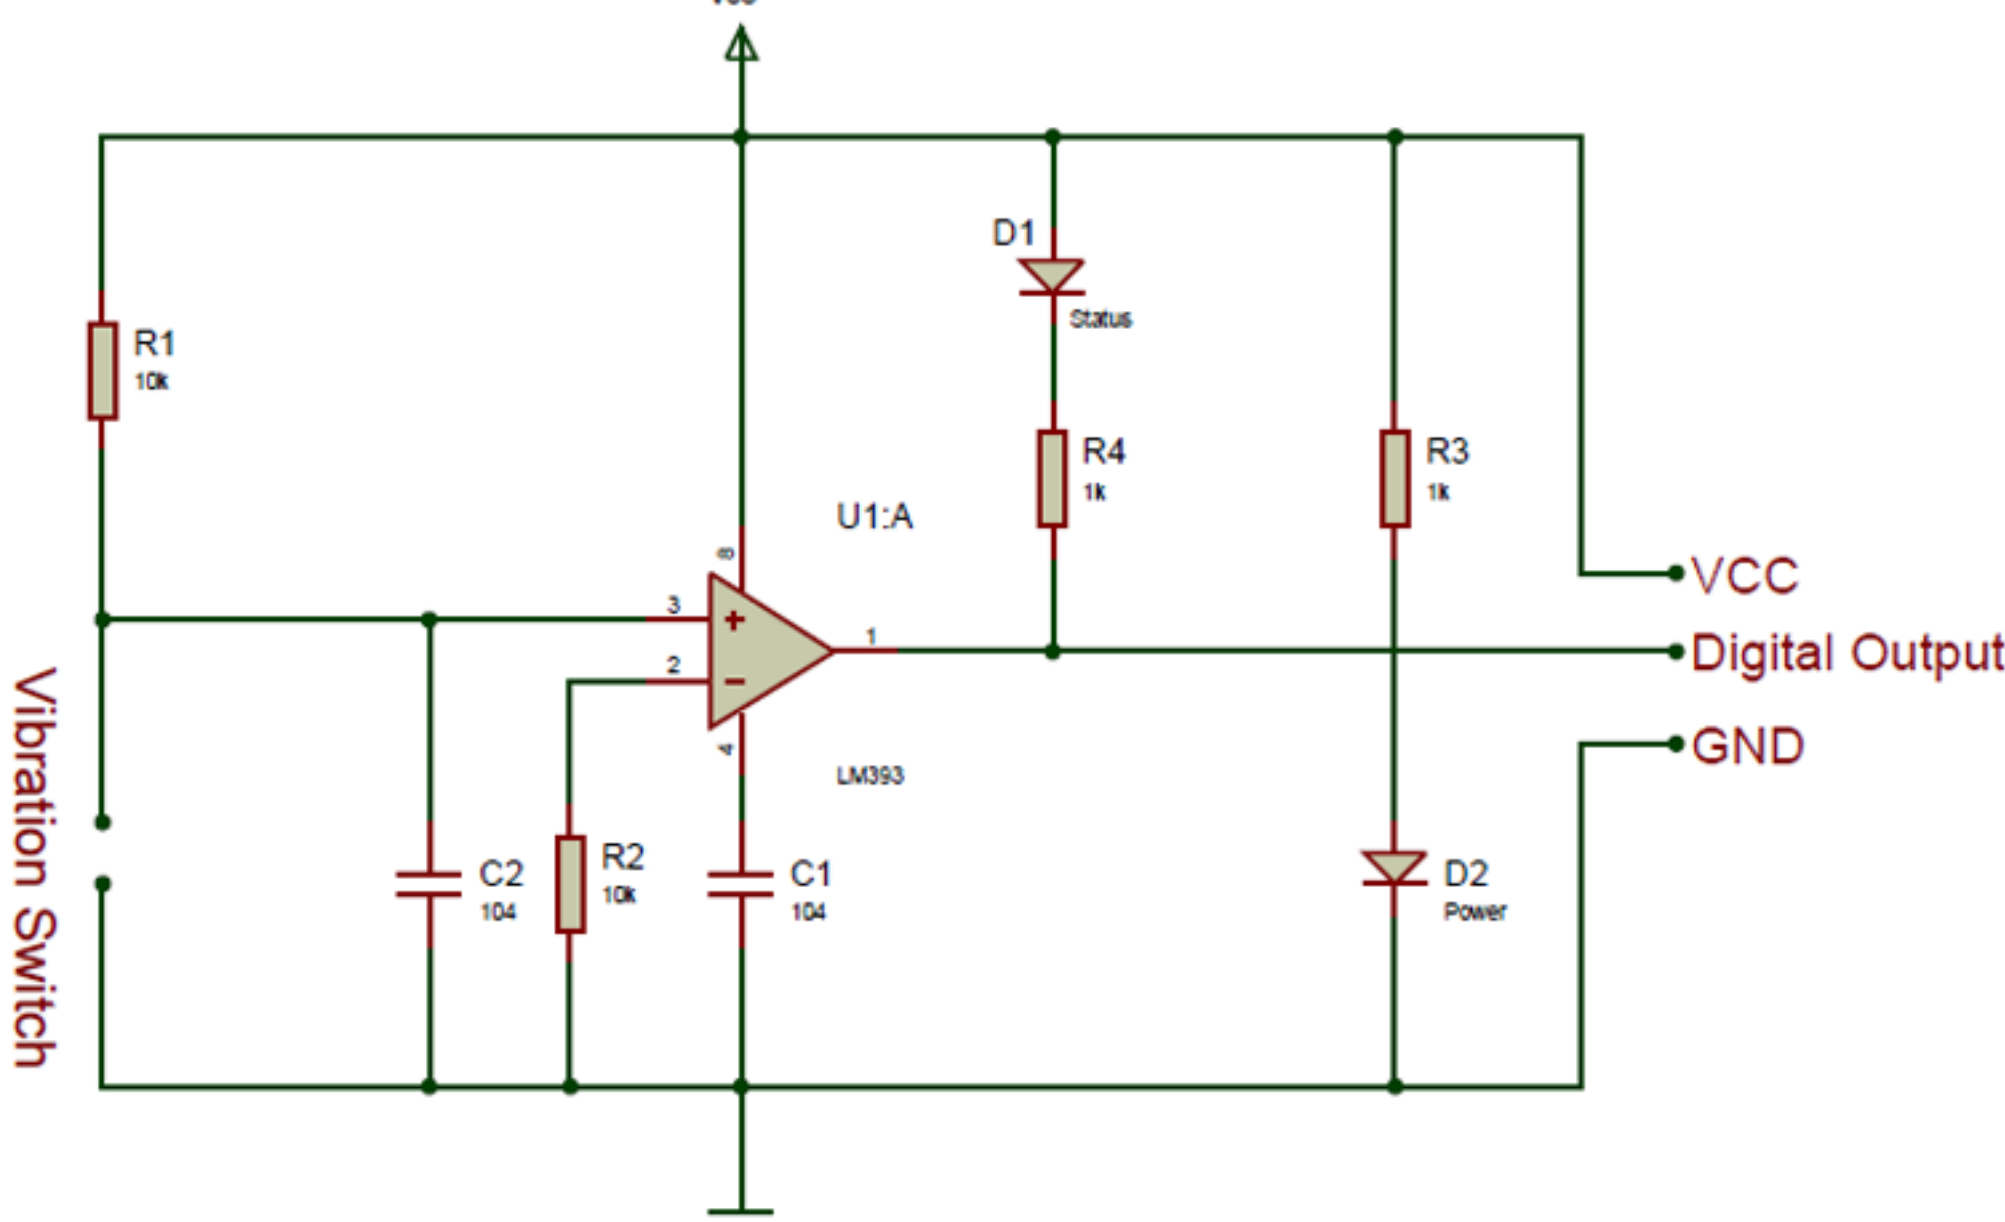 D1
Status
R1
10k
R4
1k
R3
1k
U1:A
8
VCC
3
+
1
Digital Output
2
−
4
GND
LM393
Vibration Switch
C2
104
R2
10k
C1
104
D2
Power